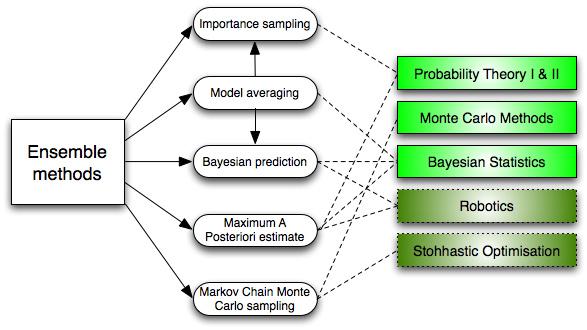 Importance sampling
Model averaging
Ensemble
methods
Bayesian prediction
Maximum A
Posteriori estimate
Markov Chain Monte
Carlo sampling
Probability Theory I & II
Monte Carlo Methods
Bayesian Statistics
Robotics
Stohhastic Optimisation